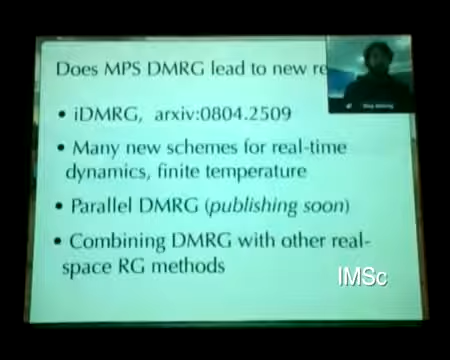 Does MPS DMRG lead to new re
• iDMRG, arxiv:0804.2509
• Many new schemes for real-time
dynamics, finite temperature
• Parallel DMRG (publishing soon)
• Combining DMRG with other real-
space RG methods
IMSc